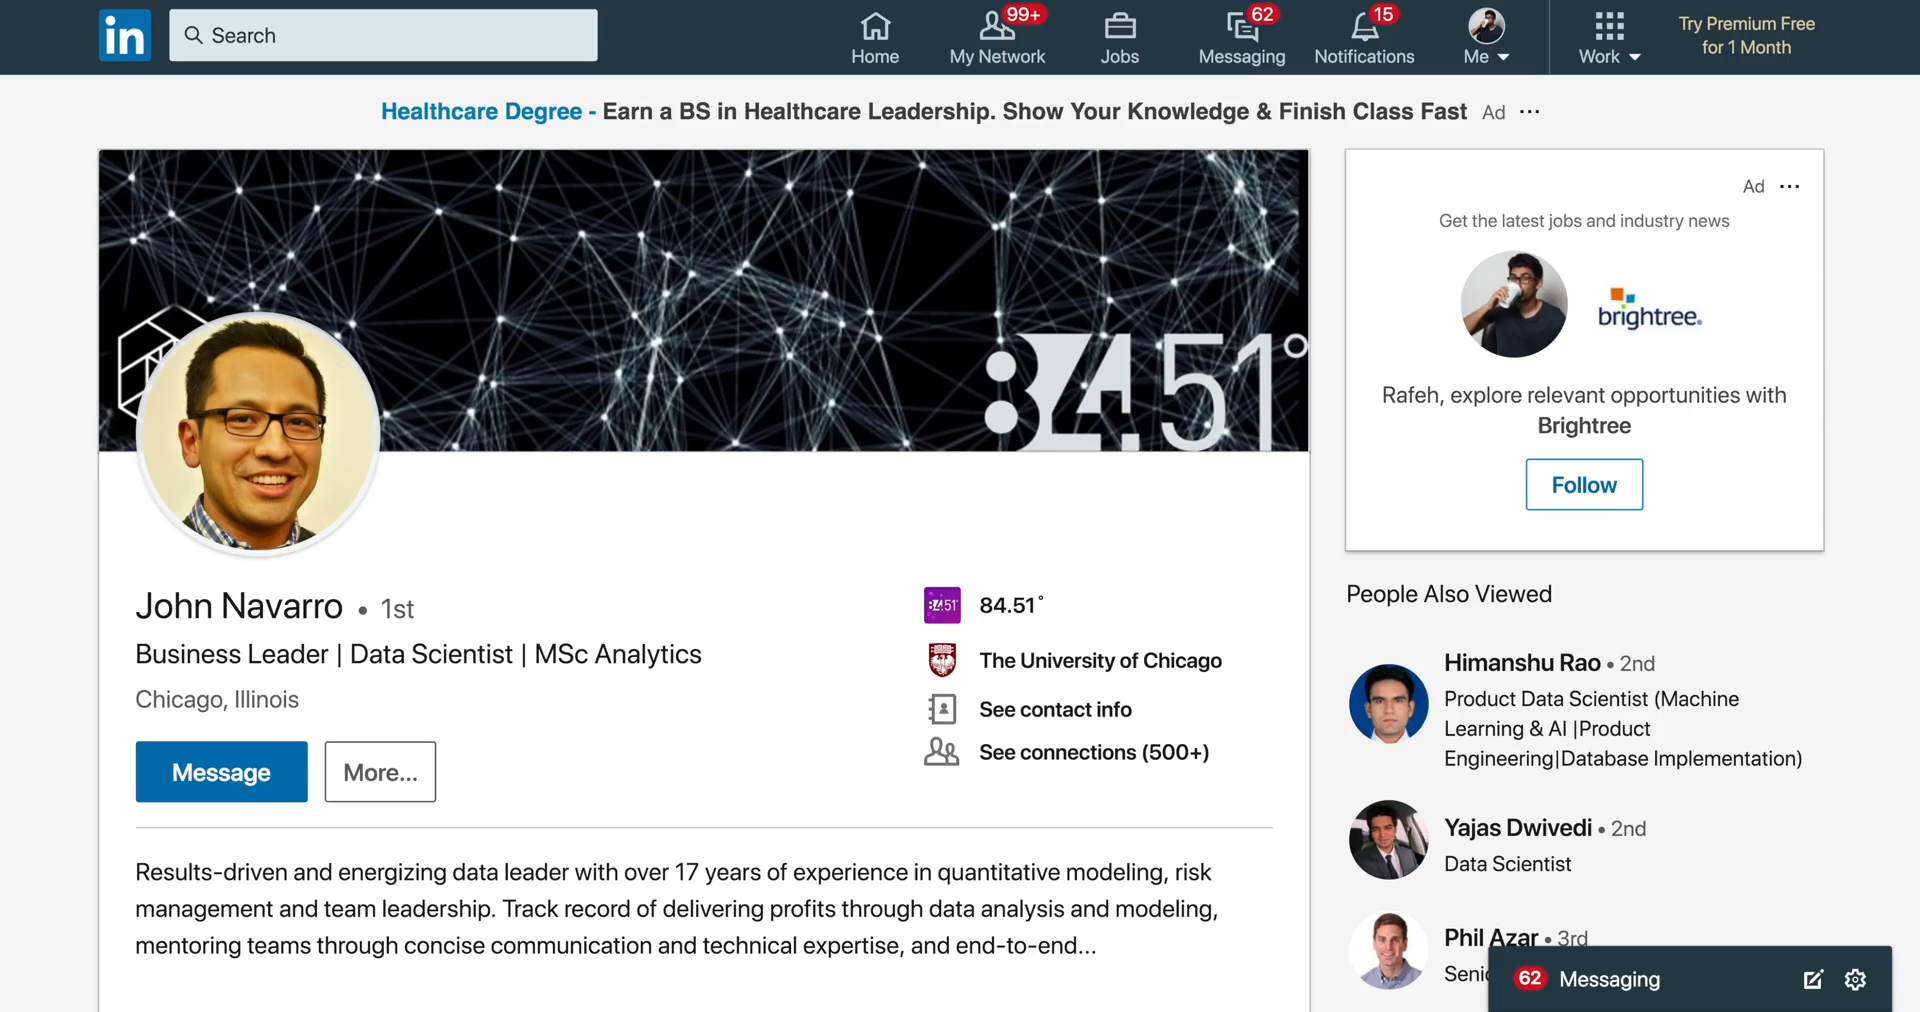 in
Search
99+
62
15
Home
My Network
Jobs
Messaging
Notifications
Me
Work
Try Premium Free
for 1 Month
Healthcare Degree - Earn a BS in Healthcare Leadership. Show Your Knowledge & Finish Class Fast Ad ...
84.51°
John Navarro • 1st
Business Leader | Data Scientist | MSc Analytics
Chicago, Illinois
Message
More...
84.51°
84.51°
The University of Chicago
See contact info
See connections (500+)
Results-driven and energizing data leader with over 17 years of experience in quantitative modeling, risk
management and team leadership. Track record of delivering profits through data analysis and modeling,
mentoring teams through concise communication and technical expertise, and end-to-end...
Ad ...
Get the latest jobs and industry news
brightree®
Rafeh, explore relevant opportunities with
Brightree
Follow
People Also Viewed
Himanshu Rao • 2nd
Product Data Scientist (Machine
Learning & AI |Product
Engineering|Database Implementation)
Yajas Dwivedi • 2nd
Data Scientist
Phil Azar • 3rd
62 Messaging